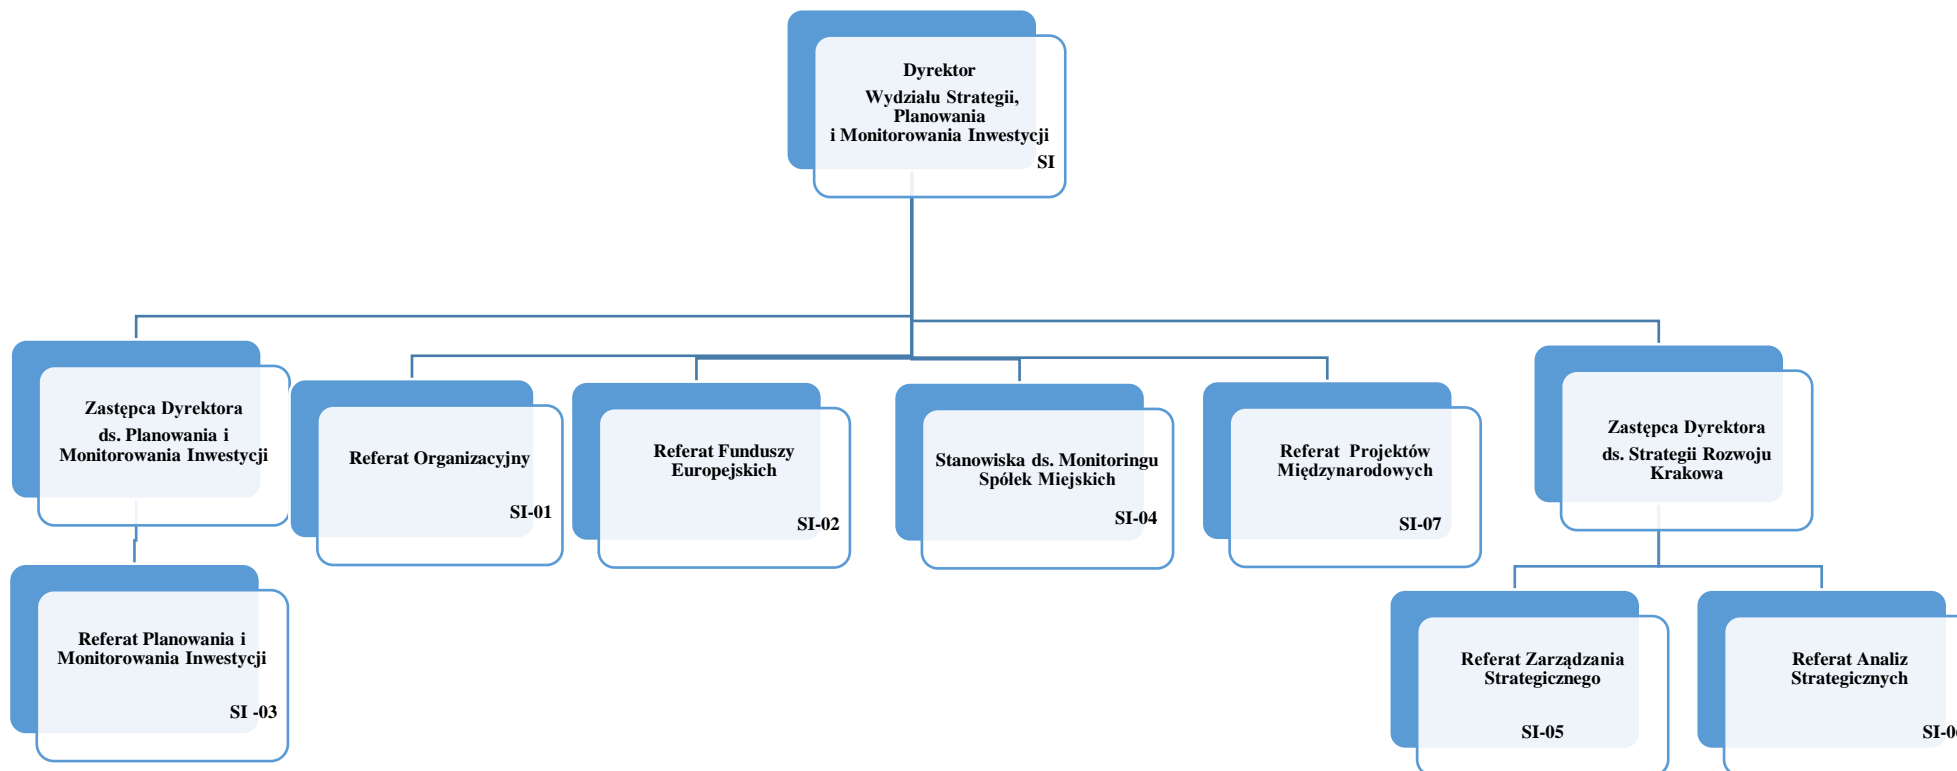 Dyrektor
Wydziału Strategii,
Planowania
i Monitorowania Inwestycji
SI
Zastępca Dyrektora
ds. Planowania i
Monitorowania Inwestycji
Referat Organizacyjny
SI-01
Referat Funduszy
Europejskich
SI-02
Stanowiska ds. Monitoringu
Spółek Miejskich
SI-04
Referat Projektów
Międzynarodowych
SI-07
Zastępca Dyrektora
ds. Strategii Rozwoju
Krakowa
Referat Planowania i
Monitorowania Inwestycji
SI -03
Referat Zarządzania
Strategicznego
SI-05
Referat Analiz
Strategicznych